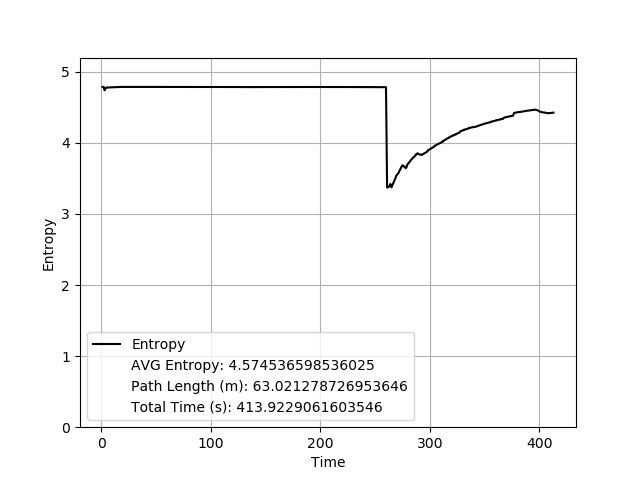 5
4
3
2
1
0
Entropy
Entropy
AVG Entropy: 4.574536598536025
Path Length (m): 63.021278726953646
Total Time (s): 413.9229061603546
0
100
200
300
400
Time